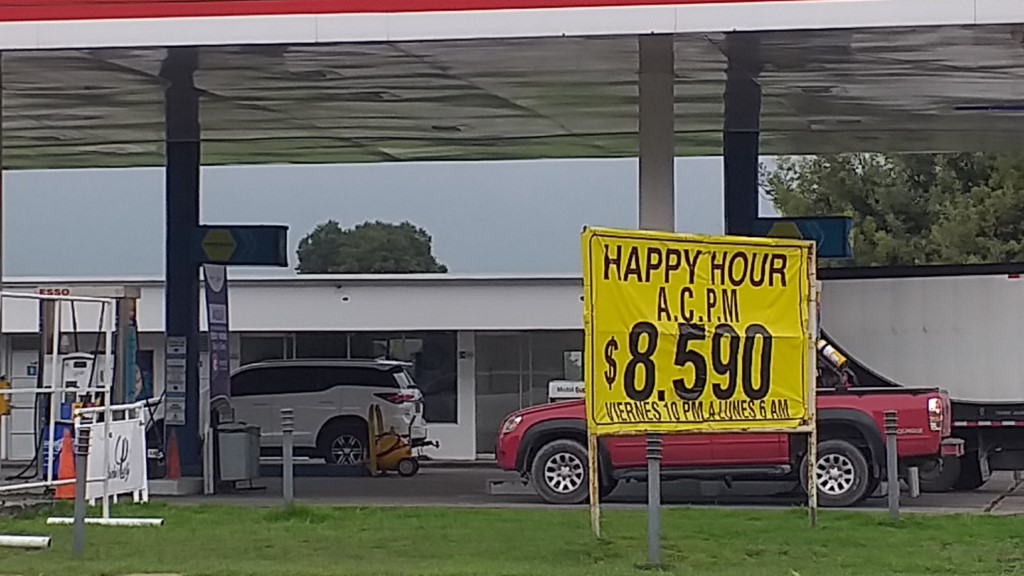 ESSO
HAPPY HOUR
A.C.P.M
$8.590
VIERNES 10 PM A LUNES 6 AM
Mobil